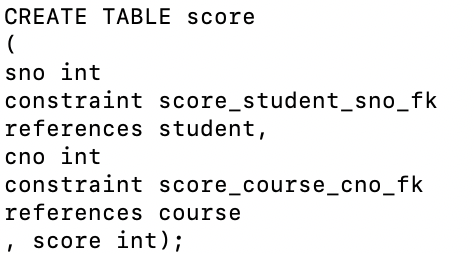 CREATE TABLE score
(
sno int
constraint score_student_sno_fk
references student,
cno int
constraint score_course_cno_fk
references course
, score int);